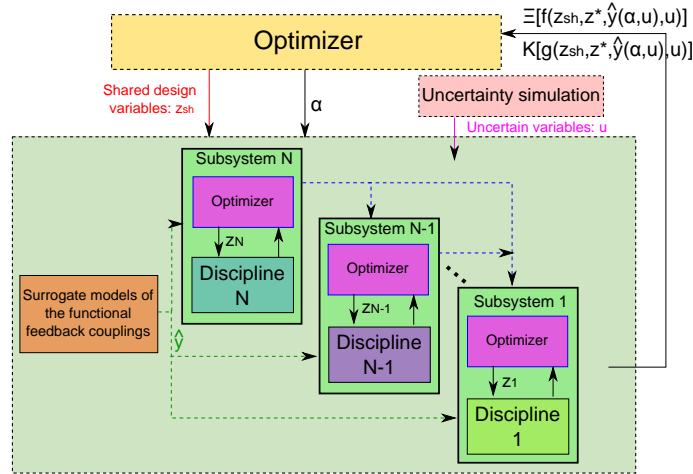 Optimizer
Ξ[f(zsh,z*,ŷ(α,u),u)]
K[g(zsh,z*,ŷ(α,u),u)]
Shared design
variables: zsh
α
Uncertainty simulation
Uncertain variables: u
Subsystem N
Optimizer
zN
Discipline
N
Subsystem N-1
Optimizer
zN-1
Discipline
N-1
Subsystem 1
Optimizer
z1
Discipline
1
Surrogate models of
the functional
feedback couplings
ŷ